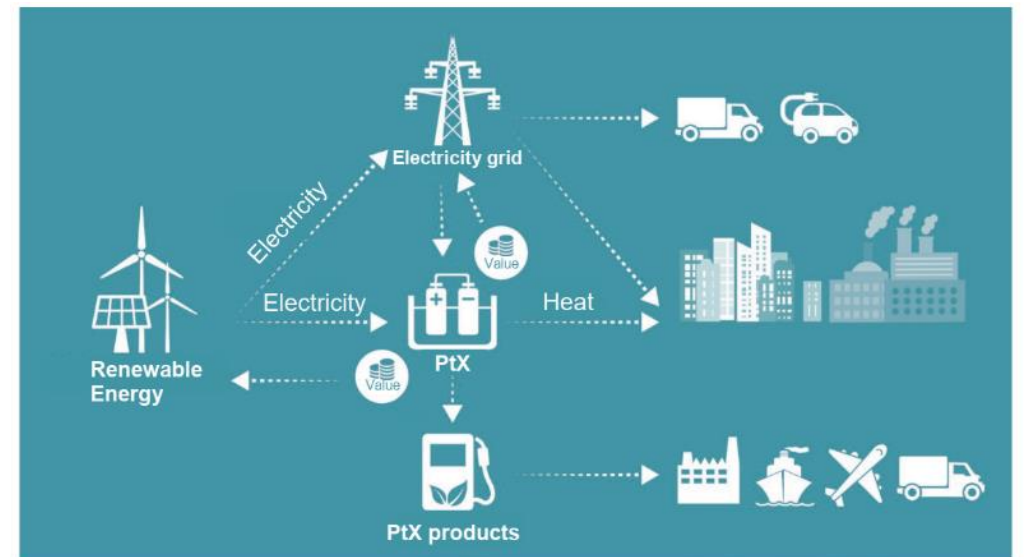 Electricity grid
Electricity
Value
Electricity
Heat
+ −
PtX
Value
Renewable
Energy
PtX products